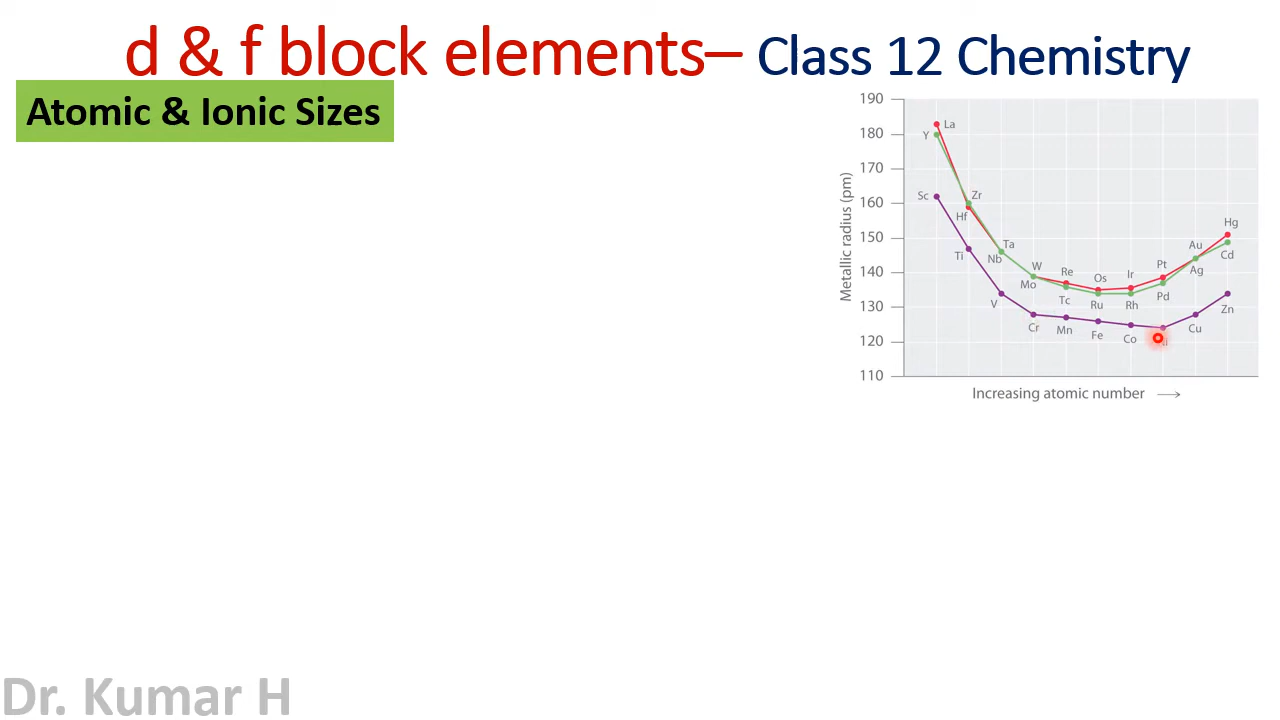 d & f block elements– Class 12 Chemistry
Atomic & Ionic Sizes
190
180
170
160
150
140
130
120
110
Metallic radius (pm)
La
Y
Sc
Zr
Hf
Ti
Ta
Nb
V
W
Mo
Cr
Re
Tc
Mn
Os
Ru
Fe
Ir
Rh
Co
Pt
Pd
Au
Ag
Cu
Hg
Cd
Zn
Increasing atomic number
Dr. Kumar H